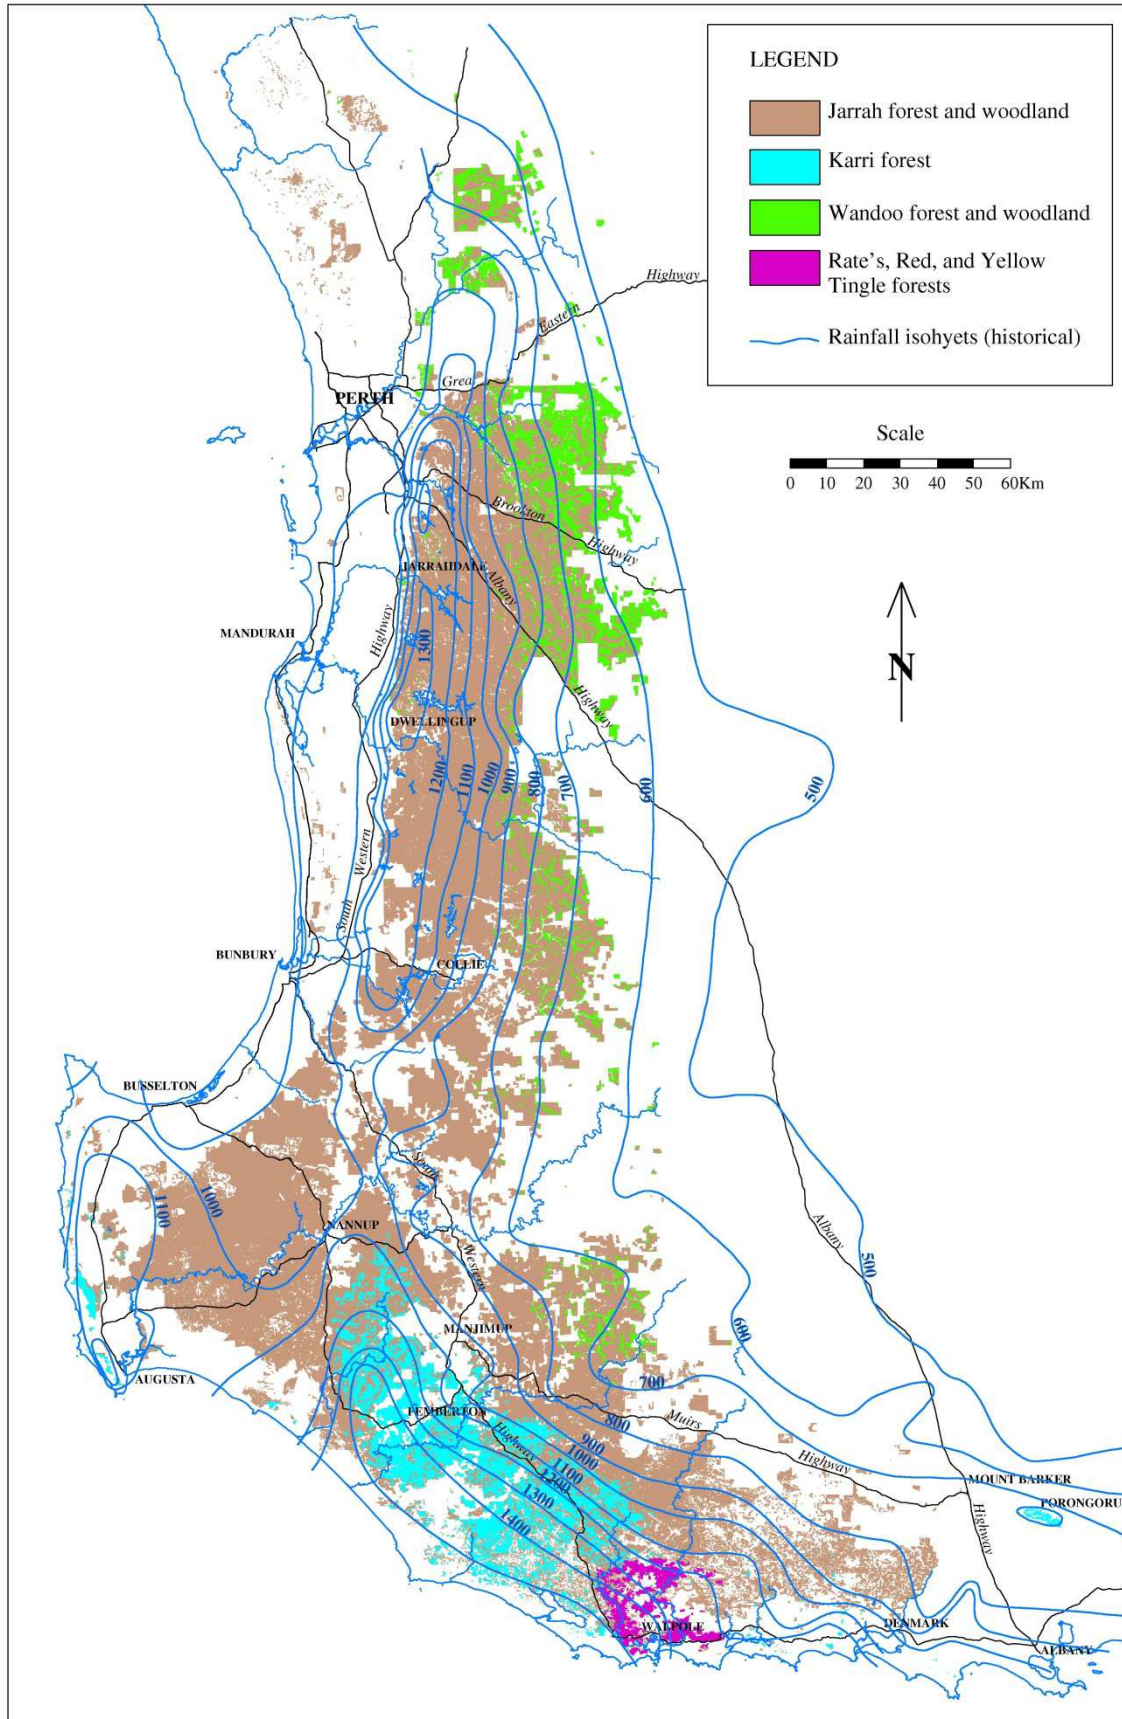 LEGEND
Jarrah forest and woodland
Karri forest
Wandoo forest and woodland
Rate's, Red, and Yellow
Tingle forests
Rainfall isohyets (historical)
Scale
0 10 20 30 40 50 60Km
N
Highway
Eastern
Grea
PERTH
Brookton
Highway
JARRAHDALE
Albany
MANDURAH
Highway
1300
Highway
DWELLINGUP
1200
1100
1000
900
800
700
600
500
Western
South
BUNBURY
COLLIE
BUSSELTON
South
1100
1000
NANNUP
Western
Albany
500
MANJIMUP
600
AUGUSTA
700
PEMBERTON
Highway
800
Muirs
900
1000
Highway
1100
1200
1300
1400
MOUNT BARKER
PORONGORU
Highway
WALPOLE
DENMARK
ALBANY